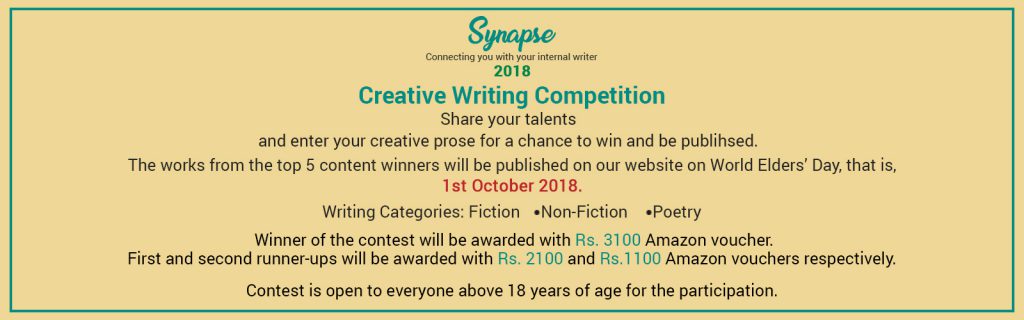 Synapse
Connecting you with your internal writer
2018
Creative Writing Competition
Share your talents
and enter your creative prose for a chance to win and be publihsed.
The works from the top 5 content winners will be published on our website on World Elders’ Day, that is,
1st October 2018.
Writing Categories: Fiction •Non-Fiction •Poetry
Winner of the contest will be awarded with Rs. 3100 Amazon voucher.
First and second runner-ups will be awarded with Rs. 2100 and Rs.1100 Amazon vouchers respectively.
Contest is open to everyone above 18 years of age for the participation.